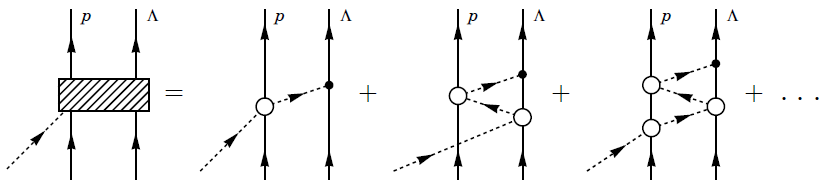 p Λ p Λ p Λ p Λ
= + + + . . .